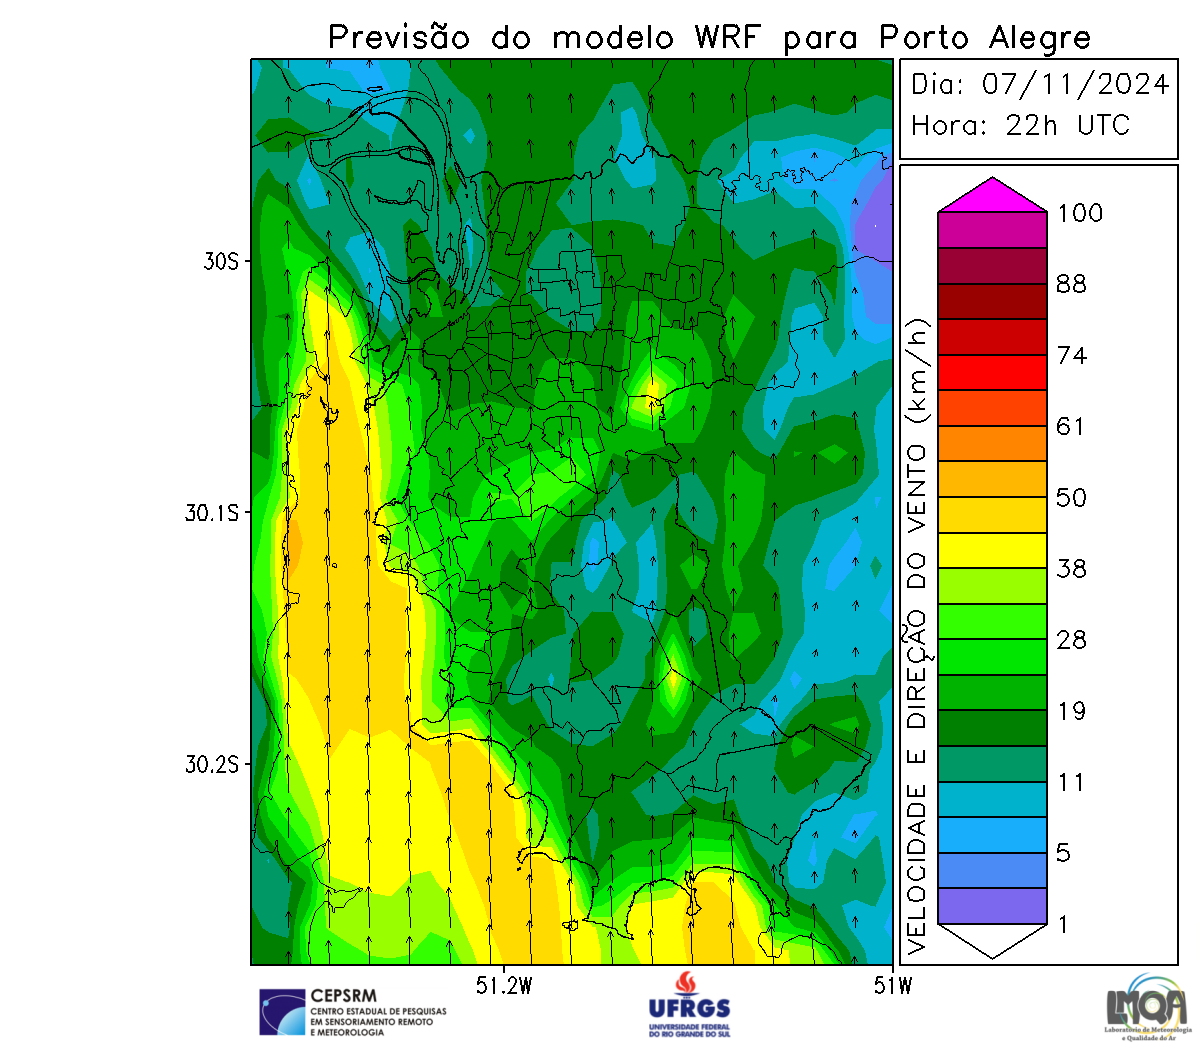 Previsão do modelo WRF para Porto Alegre
Dia: 07/11/2024
Hora: 22h UTC
30S
30.1S
30.2S
51.2W
51W
VELOCIDADE E DIREÇÃO DO VENTO (km/h)
100
88
74
61
50
38
28
19
11
5
1
CEPSRM
CENTRO ESTADUAL DE PESQUISAS
EM SENSORIAMENTO REMOTO
E METEOROLOGIA
UFRGS
UNIVERSIDADE FEDERAL
DO RIO GRANDE DO SUL
LMQA
Laboratório de Meteorologia
e Qualidade do Ar